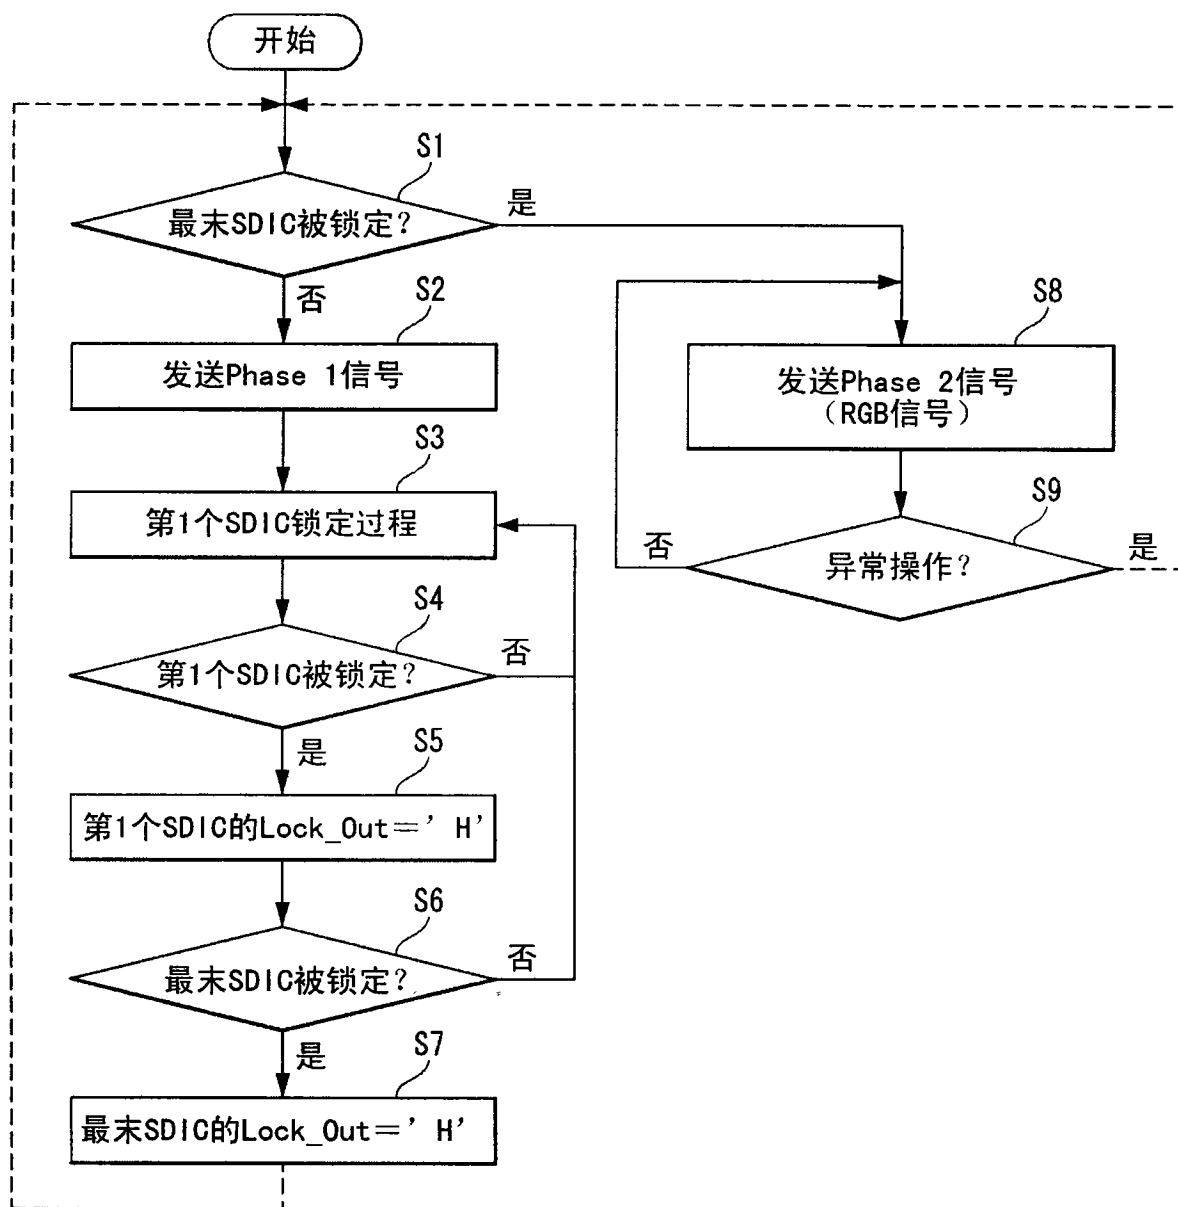 开始
S1
最末SDIC被锁定？
是
否
S2
发送Phase 1信号
S3
第1个SDIC锁定过程
S4
第1个SDIC被锁定？
否
是
S5
第1个SDIC的Lock_Out＝’H’
S6
最末SDIC被锁定？
否
是
S7
最末SDIC的Lock_Out＝’H’
S8
发送Phase 2信号
（RGB信号）
S9
否
异常操作？
是